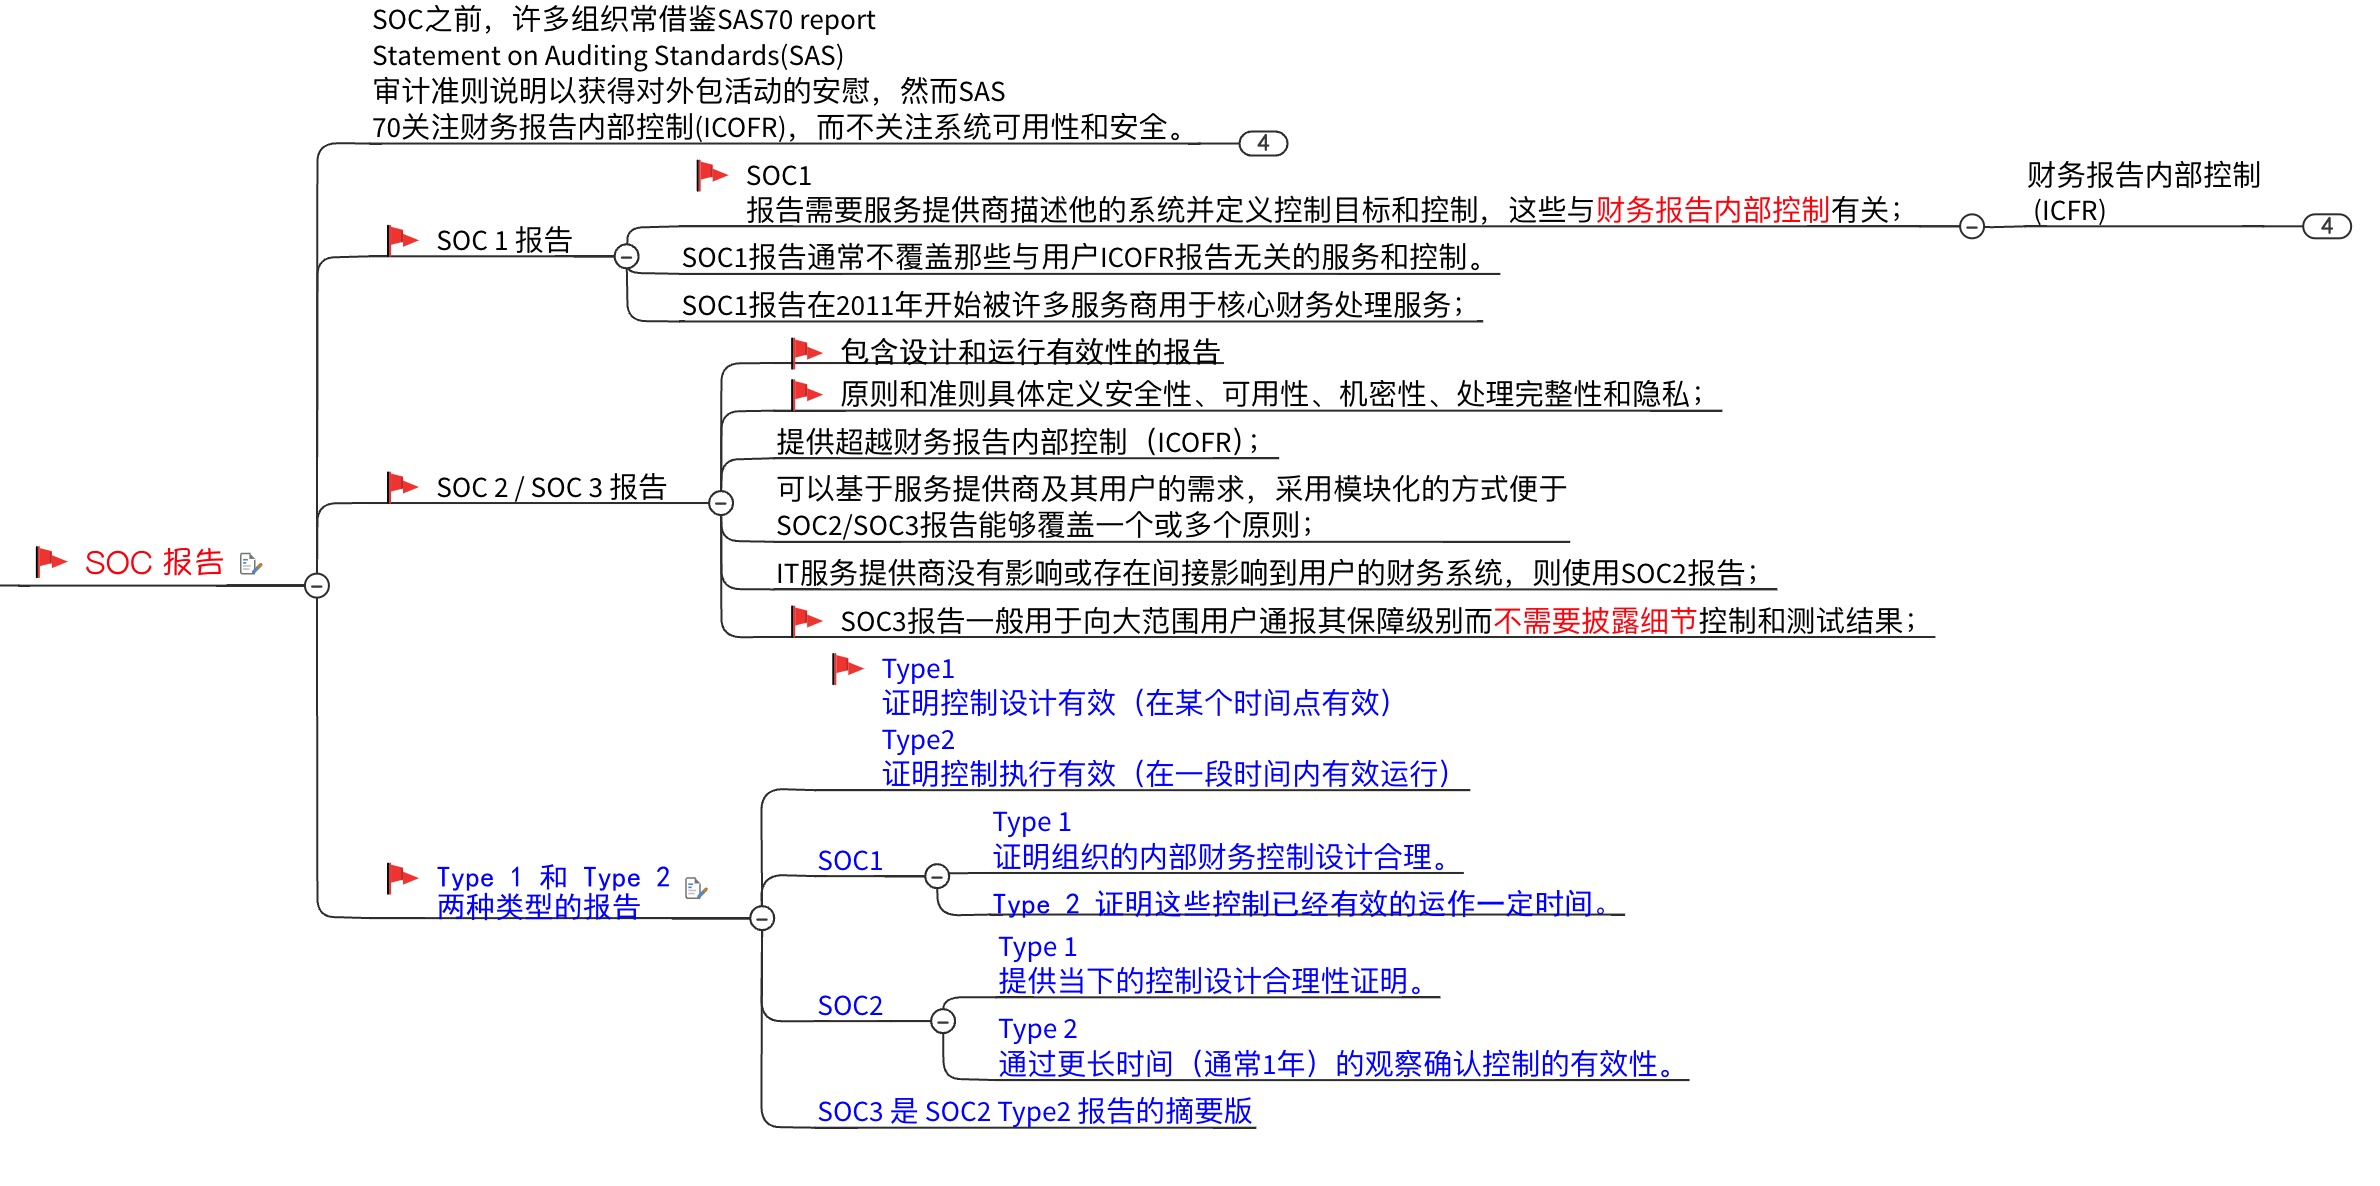 SOC之前，许多组织常借鉴SAS70 report
Statement on Auditing Standards(SAS)
审计准则说明以获得对外包活动的安慰，然而SAS
70关注财务报告内部控制(ICOFR)，而不关注系统可用性和安全。
4
SOC 1 报告
SOC1
报告需要服务提供商描述他的系统并定义控制目标和控制，这些与财务报告内部控制有关；
财务报告内部控制
(ICFR)
4
SOC1报告通常不覆盖那些与用户ICOFR报告无关的服务和控制。
SOC1报告在2011年开始被许多服务商用于核心财务处理服务；
SOC 2 / SOC 3 报告
包含设计和运行有效性的报告
原则和准则具体定义安全性、可用性、机密性、处理完整性和隐私；
提供超越财务报告内部控制（ICOFR）；
可以基于服务提供商及其用户的需求，采用模块化的方式便于
SOC2/SOC3报告能够覆盖一个或多个原则；
IT服务提供商没有影响或存在间接影响到用户的财务系统，则使用SOC2报告；
SOC3报告一般用于向大范围用户通报其保障级别而不需要披露细节控制和测试结果；
SOC 报告
Type 1 和 Type 2
两种类型的报告
Type1
证明控制设计有效（在某个时间点有效）
Type2
证明控制执行有效（在一段时间内有效运行）
SOC1
Type 1
证明组织的内部财务控制设计合理。
Type 2 证明这些控制已经有效的运作一定时间。
SOC2
Type 1
提供当下的控制设计合理性证明。
Type 2
通过更长时间（通常1年）的观察确认控制的有效性。
SOC3 是 SOC2 Type2 报告的摘要版